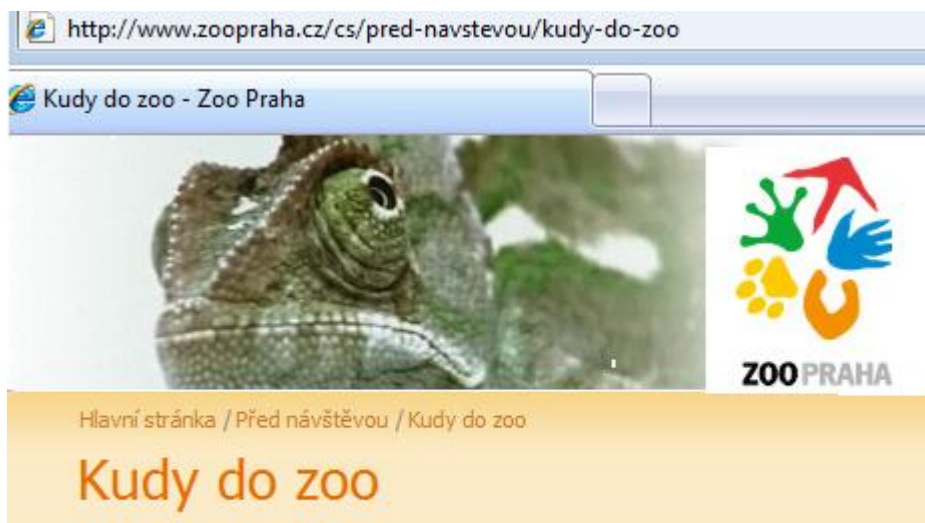 http://www.zoopraha.cz/cs/pred-navstevou/kudy-do-zoo
Kudy do zoo - Zoo Praha
ZOO PRAHA
Hlavní stránka / Před návštěvou / Kudy do zoo
Kudy do zoo